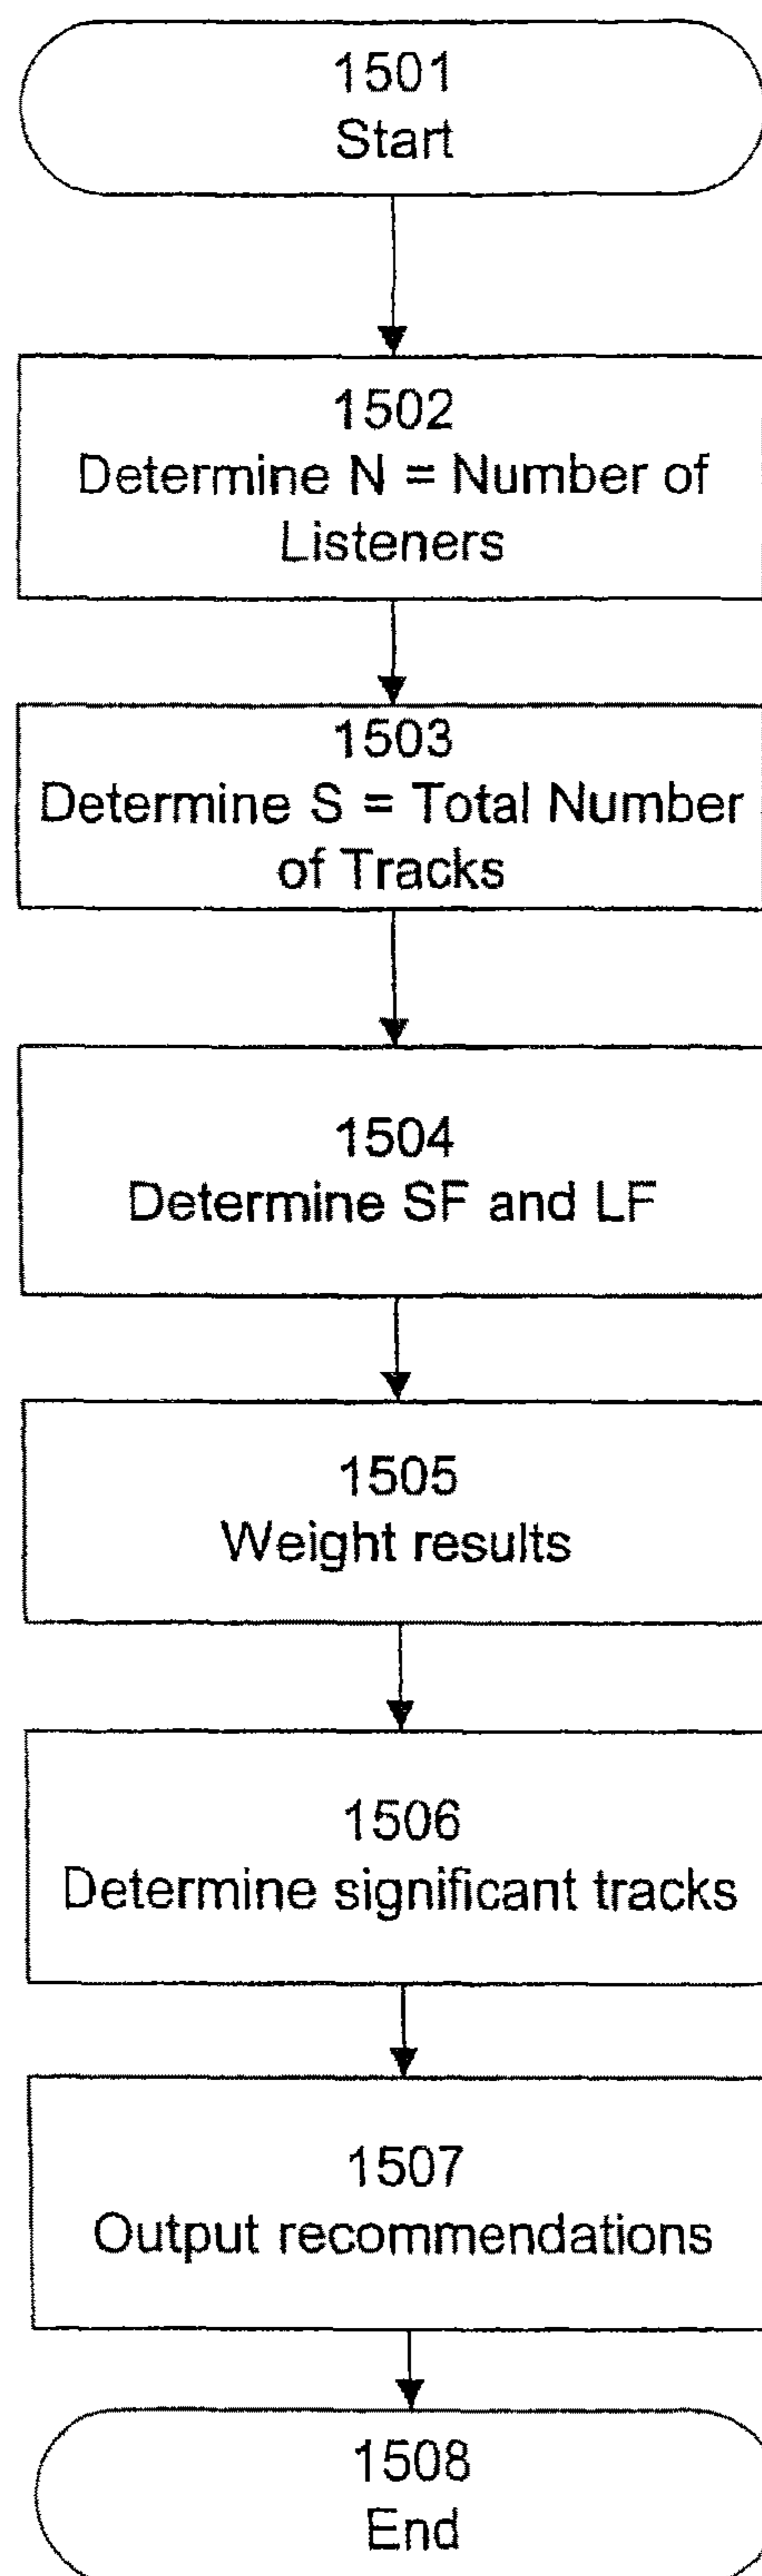 1501
Start
1502
Determine N = Number of
Listeners
1503
Determine S = Total Number
of Tracks
1504
Determine SF and LF
1505
Weight results
1506
Determine significant tracks
1507
Output recommendations
1508
End